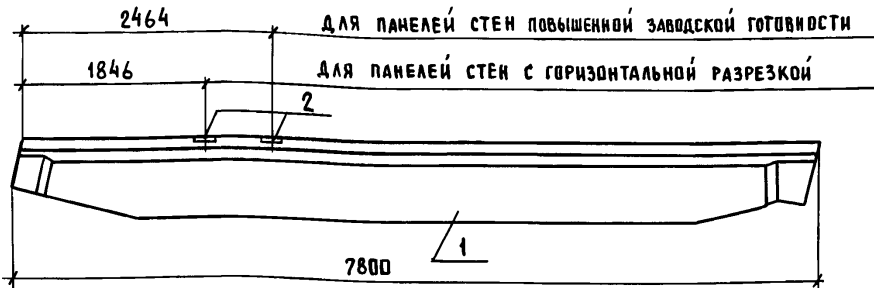 2464 ДЛЯ ПАНЕЛЕЙ СТЕН ПОВЫШЕННОЙ ЗАВОДСКОЙ ГОТОВНОСТИ
1846 ДЛЯ ПАНЕЛЕЙ СТЕН С ГОРИЗОНТАЛЬНОЙ РАЗРЕЗКОЙ
2
1
7800